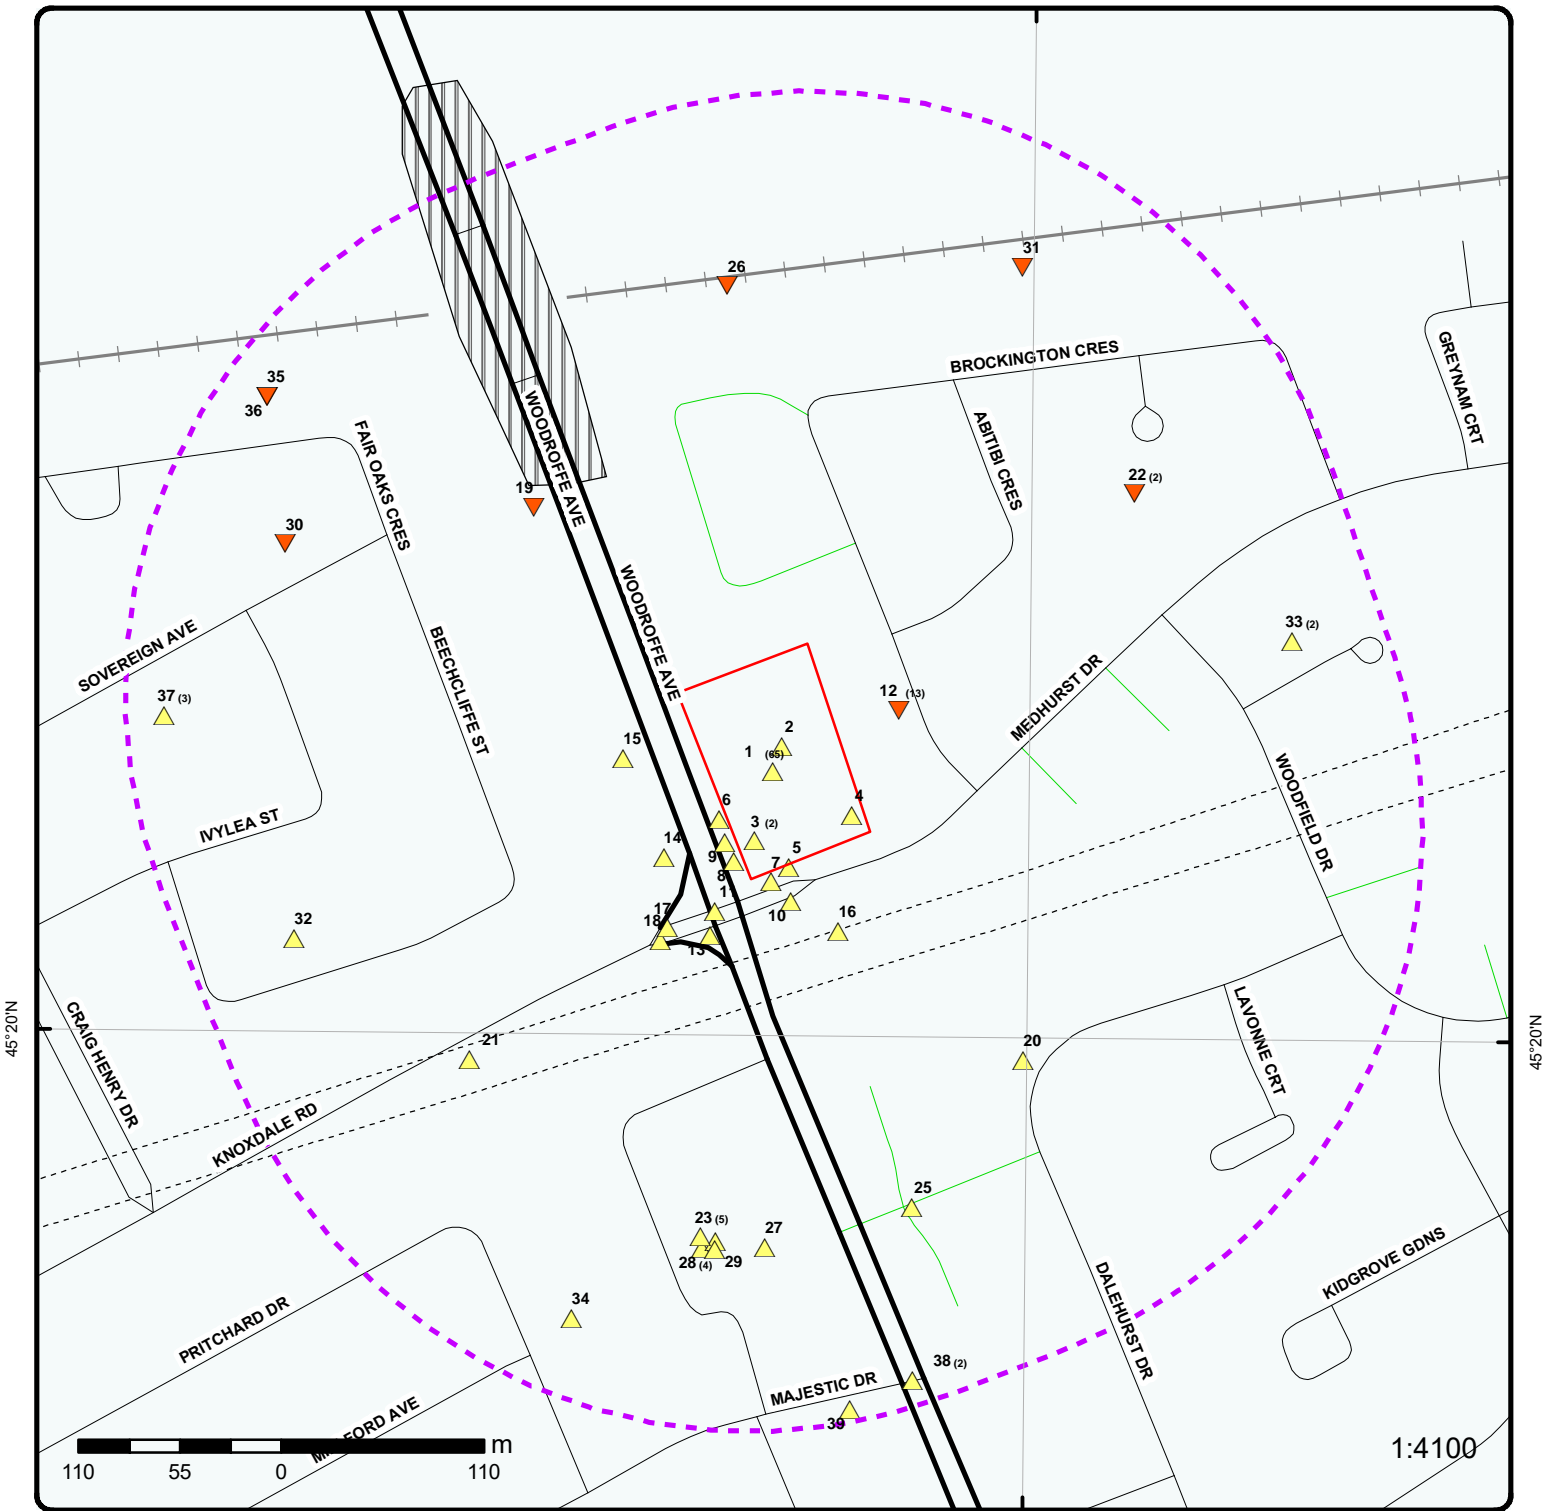 31
26
BROCKINGTON CRES
GREYNAM CRT
35
36
WOODROFFE AVE
FAIR OAKS CRES
ABITIBI CRES
22 (2)
19
30
WOODROFFE AVE
33 (2)
SOVEREIGN AVE
BEECHCLIFFE ST
37 (3)
12 (13)
MEDHURST DR
2
15
1 (65)
WOODFIELD DR
4
6
IVYLEA ST
3 (2)
14
9
5
7
8
11
17
10
16
18
32
13
CRAIG HENRY DR
45°20'N
45°20'N
21
20
LAVONNE CRT
KNOXDALE RD
25
23 (5)
27
28 (4)
29
KIDGROVE GDNS
DALEHURST DR
34
PRITCHARD DR
38 (2)
MAJESTIC DR
39
m
1:4100
110
55
0
110